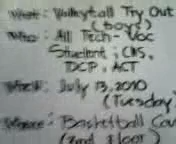 What: Volleyball Try Out
(boys)
Who: All Tech-Voc
Student; CHS,
DCP, ACT
When: July 13, 2010
(Tuesday)
Where: Basketball Cou
(2nd floor)